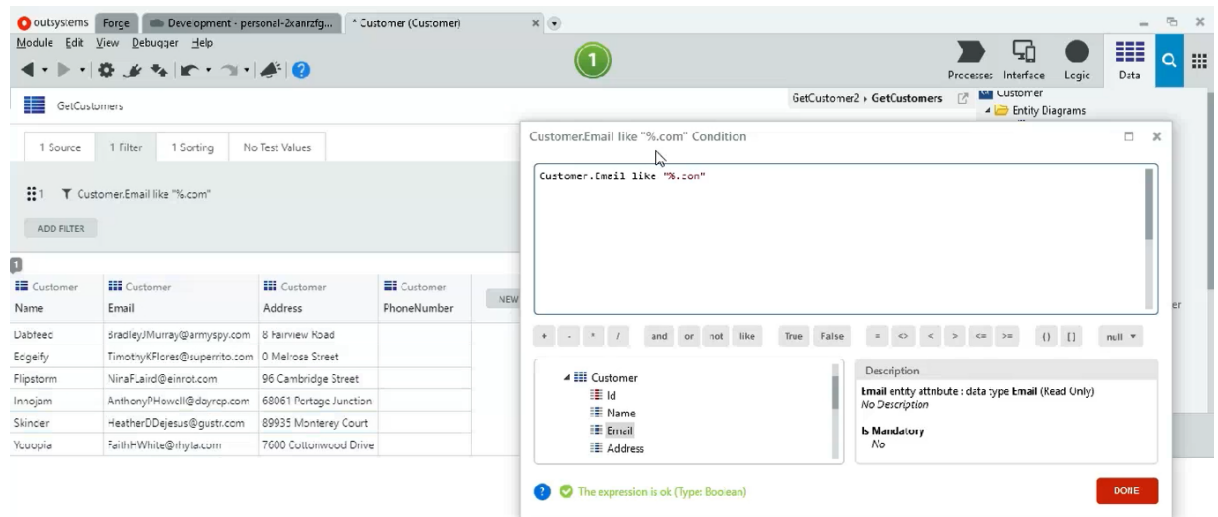 outsystems Forge Development - personal-2xanrzfg... * Customer (Customer)
Module Edit View Debugger Help
1
Processes Interface Logic Data
GetCustomers
GetCustomer2 › GetCustomers
Customer
Entity Diagrams
1 Source 1 Filter 1 Sorting No Test Values
Customer.Email like "%.com" Condition
Customer.Email like "%.com"
1 Customer.Email like "%.com"
ADD FILTER
1
Customer Customer Customer Customer
Name Email Address PhoneNumber NEW
Dabfeed BradleyJMurray@armyspy.com 8 Fairview Road
Edgeify TimothyKFlores@superrito.com 0 Melrose Street
Flipstorm NinaFLaird@einrot.com 96 Cambridge Street
Innojam AnthonyPHowell@dayrep.com 68061 Portage Junction
Skincer HeatherDDejesus@gustr.com 89935 Monterey Court
FaithHWhite@rhyta.com 7600 Cottonwood Drive
+ - * / and or not like True False = <> < > <= >= () [] null
Customer
Id
Name
Email
Address
Description
Email entity attribute : data type Email (Read Only)
No Description
Is Mandatory
No
? The expression is ok (Type: Boolean)
DONE